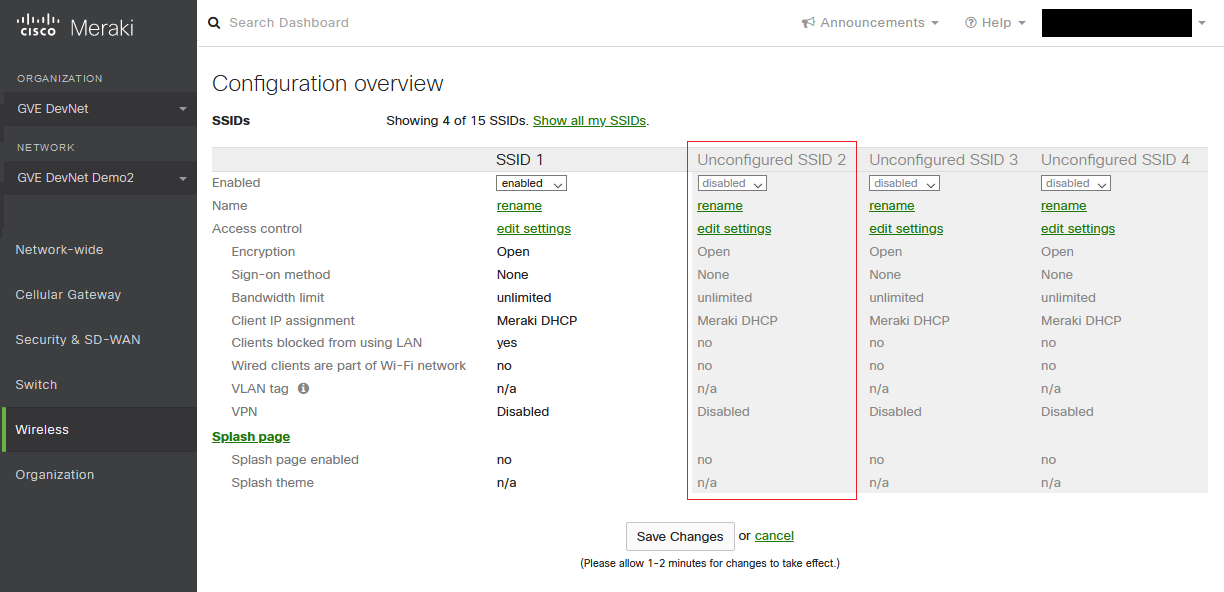 cisco Meraki
Search Dashboard
Announcements
Help
ORGANIZATION
GVE DevNet
NETWORK
GVE DevNet Demo2
Network-wide
Cellular Gateway
Security & SD-WAN
Switch
Wireless
Organization
Configuration overview
SSIDs Showing 4 of 15 SSIDs. Show all my SSIDs.
SSID 1 Unconfigured SSID 2 Unconfigured SSID 3 Unconfigured SSID 4
Enabled enabled disabled disabled disabled
Name rename rename rename rename
Access control edit settings edit settings edit settings edit settings
Encryption Open Open Open Open
Sign-on method None None None None
Bandwidth limit unlimited unlimited unlimited unlimited
Client IP assignment Meraki DHCP Meraki DHCP Meraki DHCP Meraki DHCP
Clients blocked from using LAN yes no no no
Wired clients are part of Wi-Fi network no no no no
VLAN tag n/a n/a n/a n/a
VPN Disabled Disabled Disabled Disabled
Splash page
Splash page enabled no no no no
Splash theme n/a n/a n/a n/a
Save Changes or cancel
(Please allow 1-2 minutes for changes to take effect.)